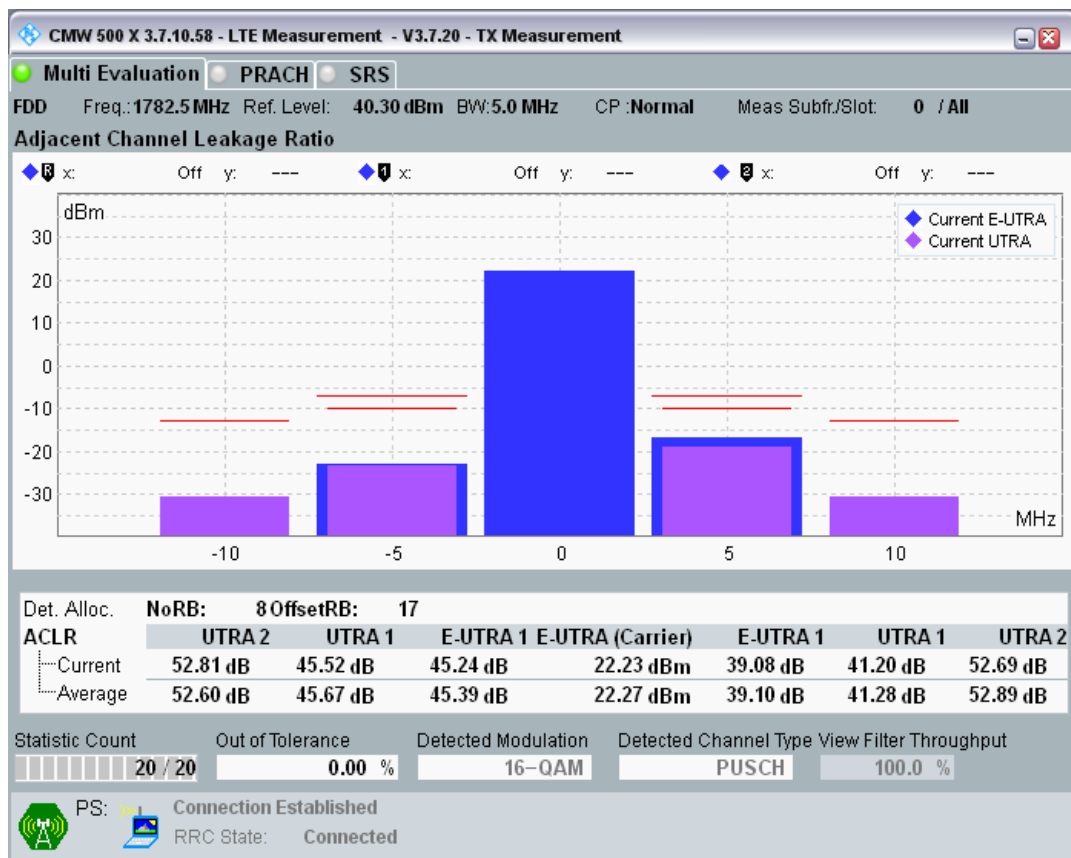 CMW 500 X 3.7.10.58 - LTE Measurement - V3.7.20 - TX Measurement
Multi Evaluation PRACH SRS
FDD Freq.:1782.5 MHz Ref. Level: 40.30 dBm BW:5.0 MHz CP :Normal Meas Subfr./Slot: 0 / All
Adjacent Channel Leakage Ratio
R x: Off y: --- 1 x: Off y: --- 2 x: Off y: ---
dBm
Current E-UTRA
Current UTRA
30
20
10
0
-10
-20
-30
MHz
-10 -5 0 5 10
Det. Alloc. NoRB: 8 OffsetRB: 17
ACLR UTRA 2 UTRA 1 E-UTRA 1 E-UTRA (Carrier) E-UTRA 1 UTRA 1 UTRA 2
Current 52.81 dB 45.52 dB 45.24 dB 22.23 dBm 39.08 dB 41.20 dB 52.69 dB
Average 52.60 dB 45.67 dB 45.39 dB 22.27 dBm 39.10 dB 41.28 dB 52.89 dB
Statistic Count Out of Tolerance Detected Modulation Detected Channel Type View Filter Throughput
20 / 20 0.00 % 16-QAM PUSCH 100.0 %
PS: Connection Established
RRC State: Connected